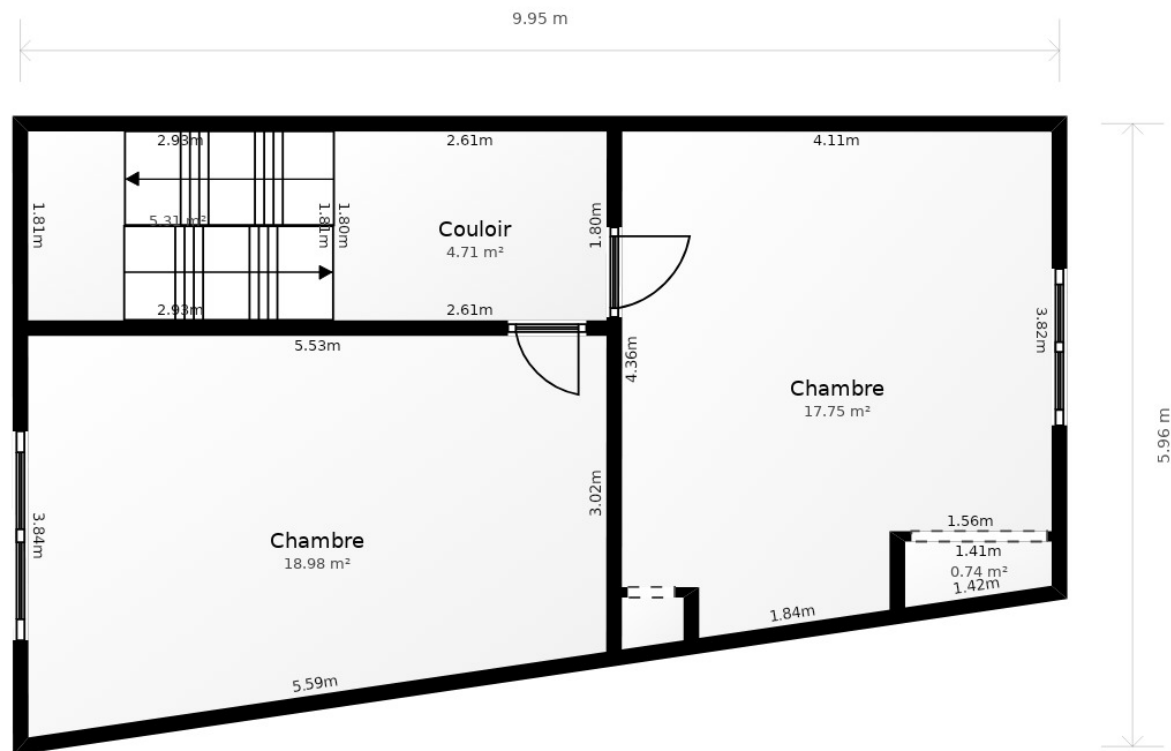 9.95 m
2.93m
2.61m
4.11m
1.81m
5.31 m²
1.81m
1.80m
Couloir
4.71 m²
1.80m
2.93m
2.61m
5.53m
4.36m
3.82m
Chambre
17.75 m²
5.96 m
3.02m
3.84m
Chambre
18.98 m²
1.56m
1.41m
0.74 m²
1.42m
1.84m
5.59m